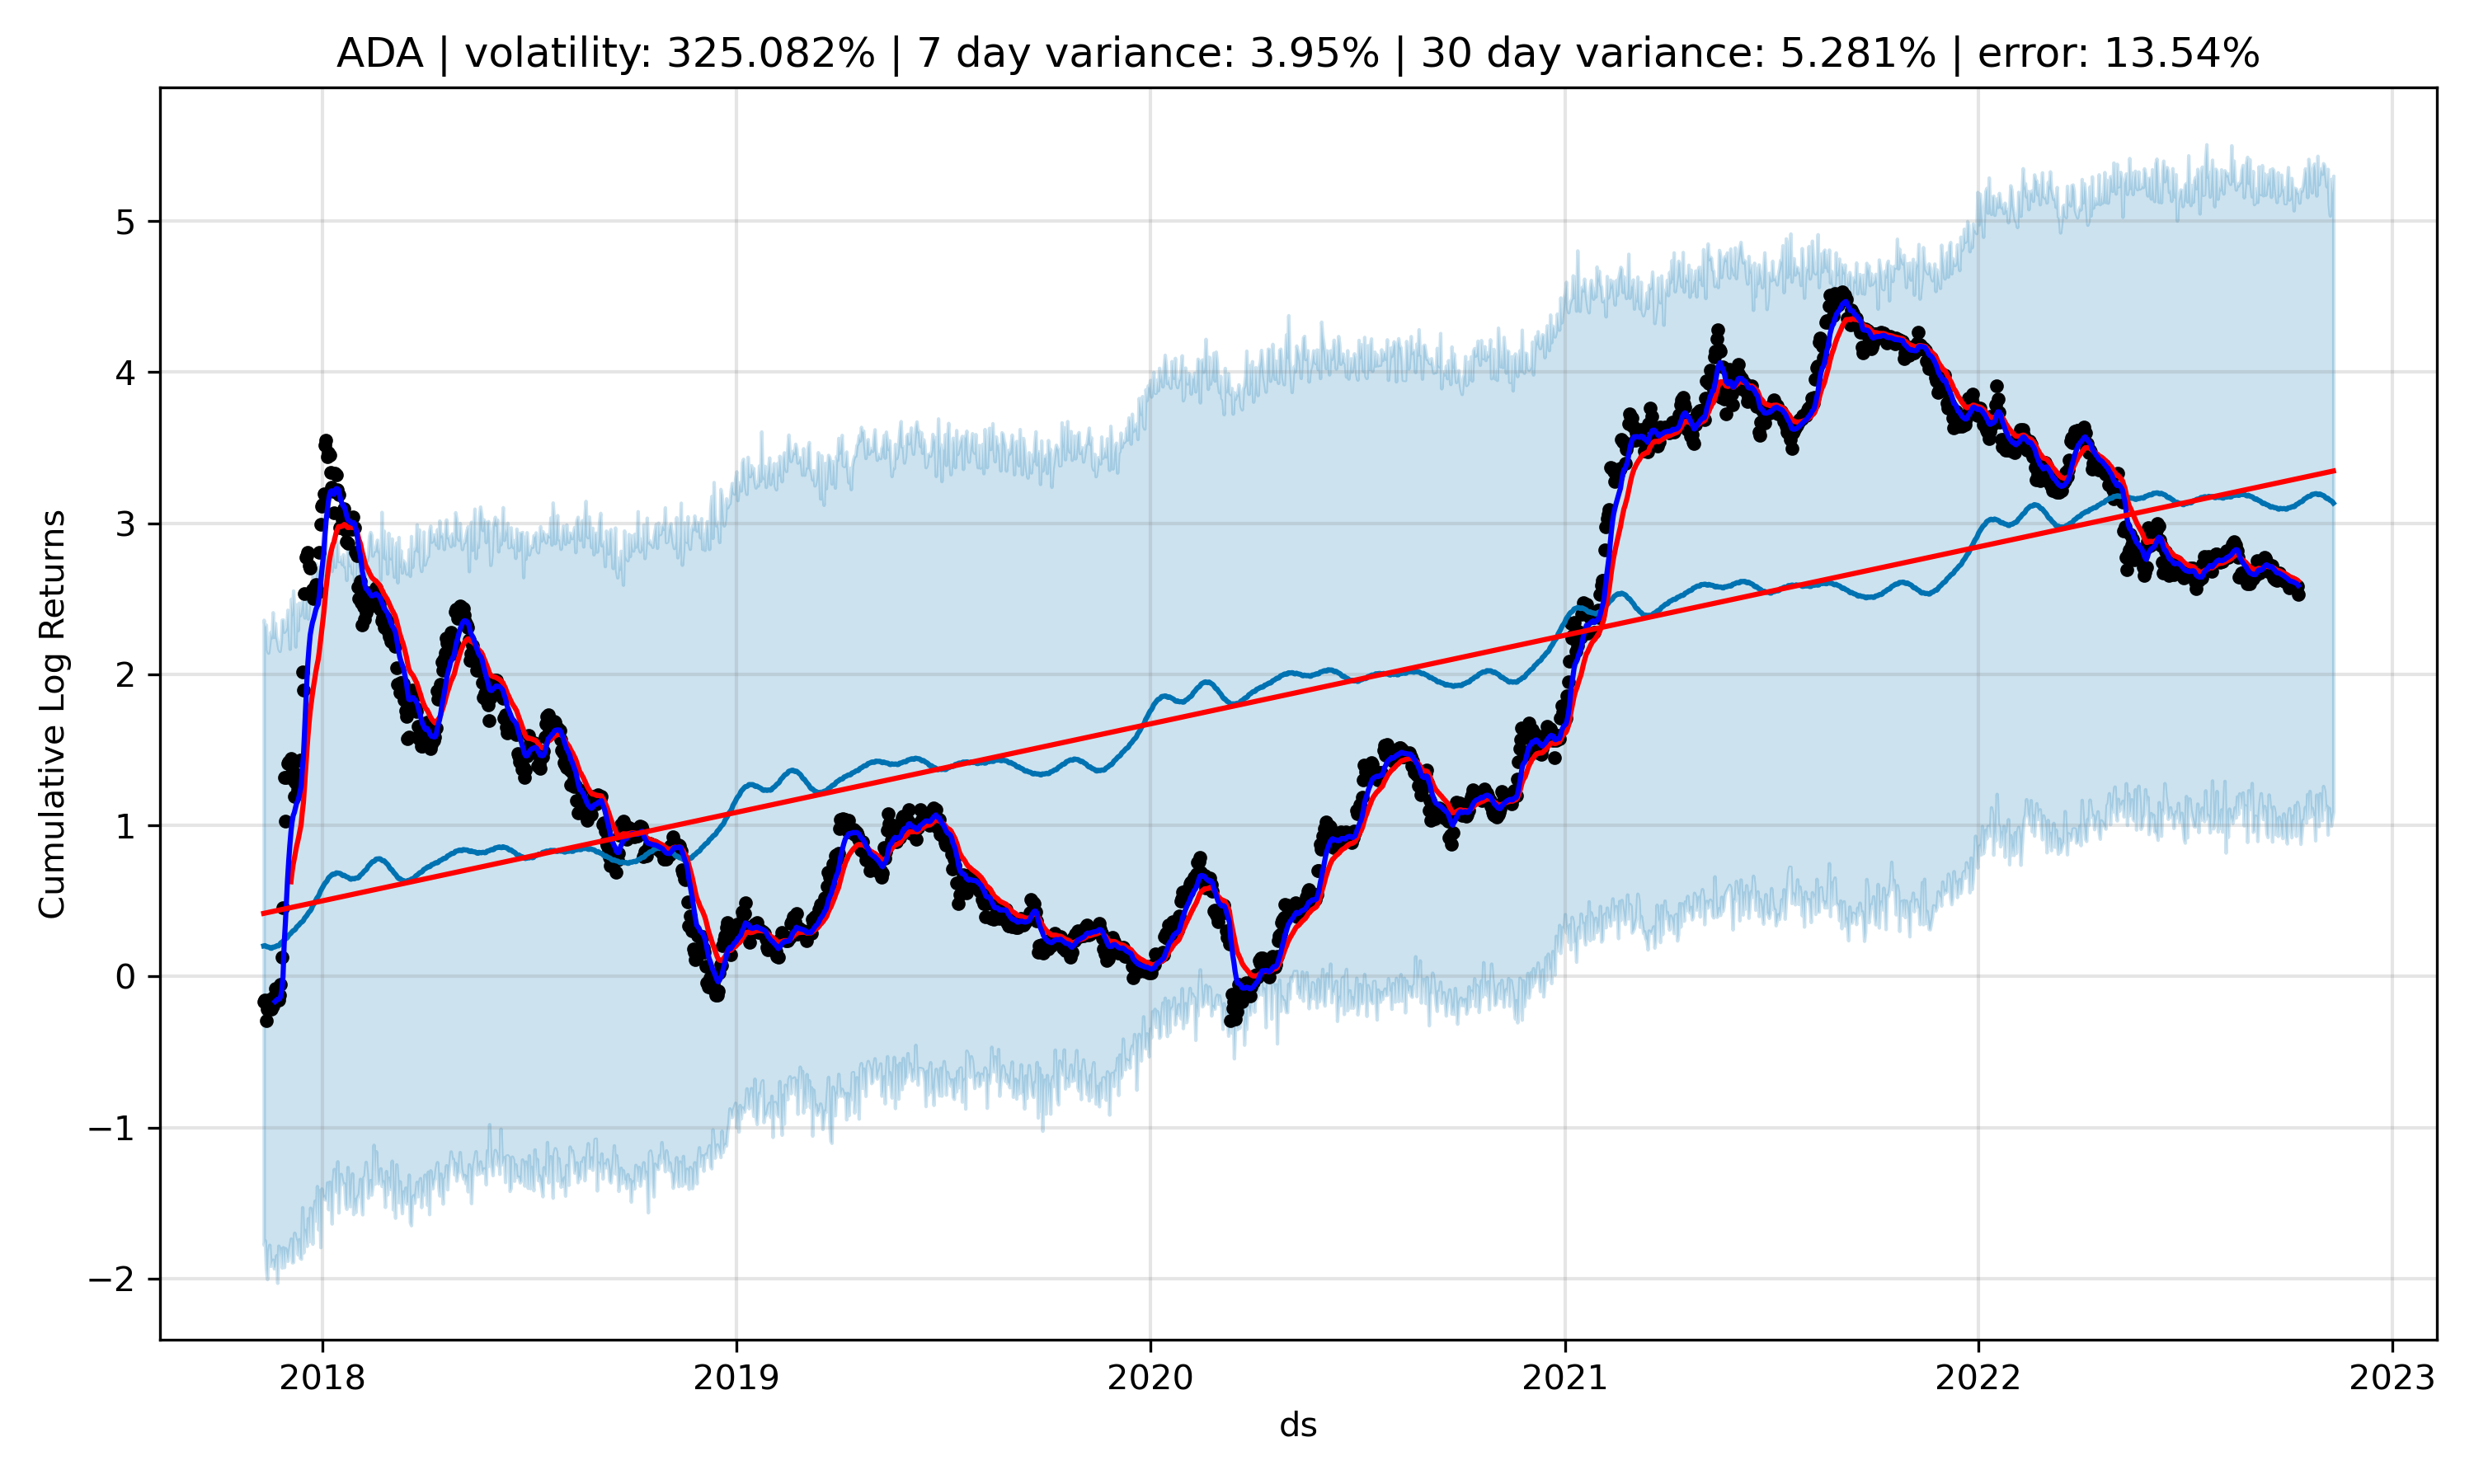 ADA | volatility: 325.082% | 7 day variance: 3.95% | 30 day variance: 5.281% | error: 13.54%
Cumulative Log Returns
5
4
3
2
1
0
−1
−2
2018 2019 2020 2021 2022 2023
ds